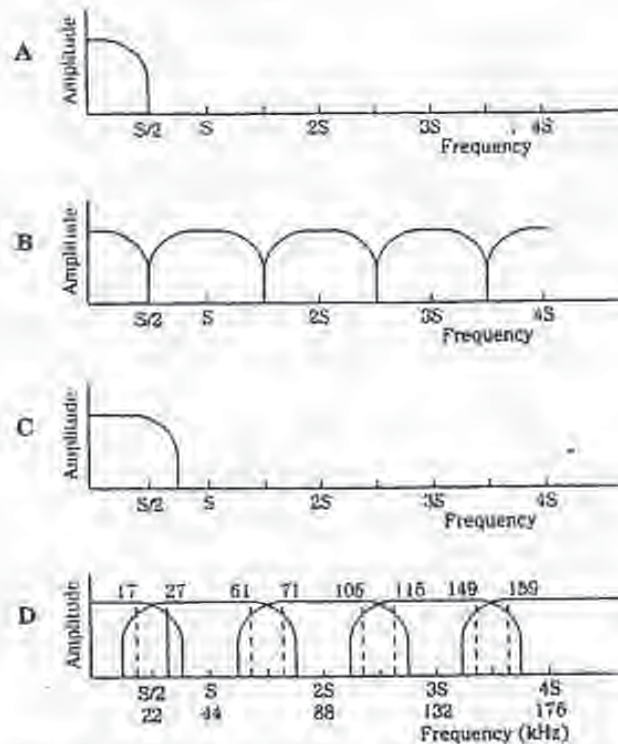 A
Amplitude
S/2 S 2S 3S 4S
Frequency
B
Amplitude
S/2 S 2S 3S 4S
Frequency
C
Amplitude
S/2 S 2S 3S 4S
Frequency
D
Amplitude
17 27 61 71 105 115 149 159
S/2 S 2S 3S 4S
22 44 88 132 176
Frequency (kHz)